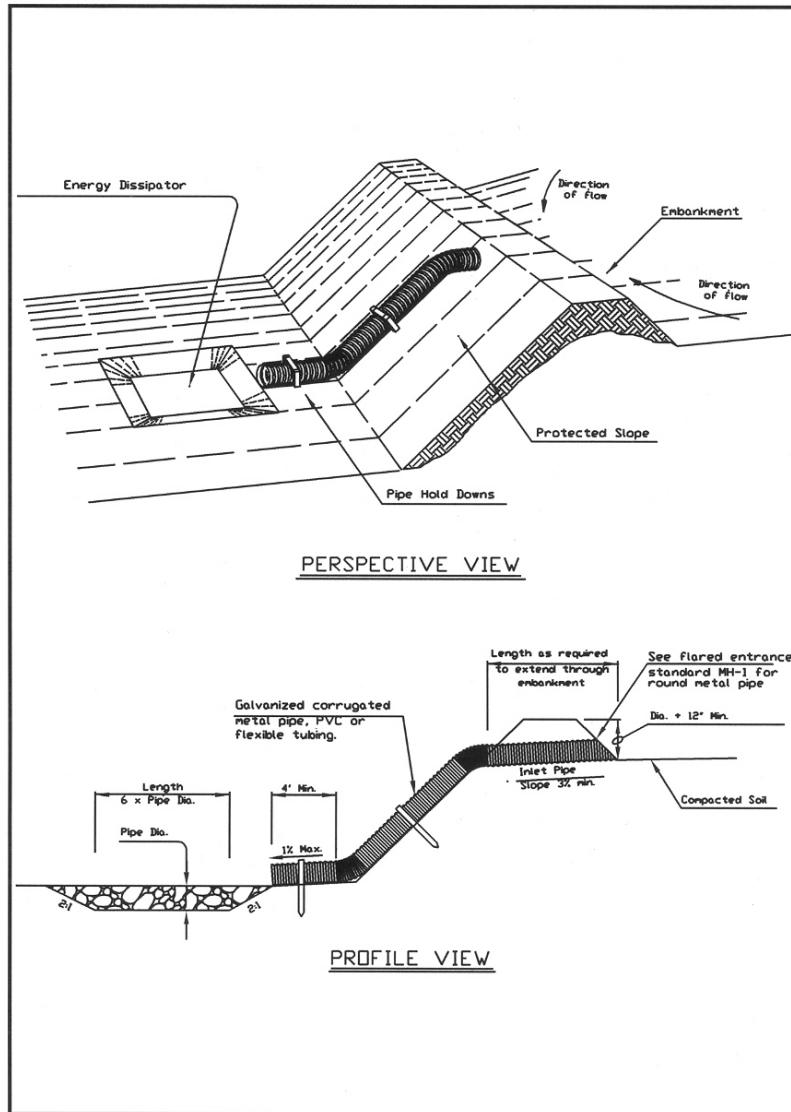 Energy Dissipator
Direction
of flow
Embankment
Direction
of flow
Protected Slope
Pipe Hold Downs
PERSPECTIVE VIEW
Length as required
to extend through
embankment
See flared entrance
standard MH-1 for
round metal pipe
Galvanized corrugated
metal pipe, PVC or
flexible tubing.
Dia. + 12" Min.
Inlet Pipe
Slope 3% min.
Compacted Soil
Length
6 x Pipe Dia.
4' Min.
Pipe Dia.
1% Max.
2:1
2:1
PROFILE VIEW